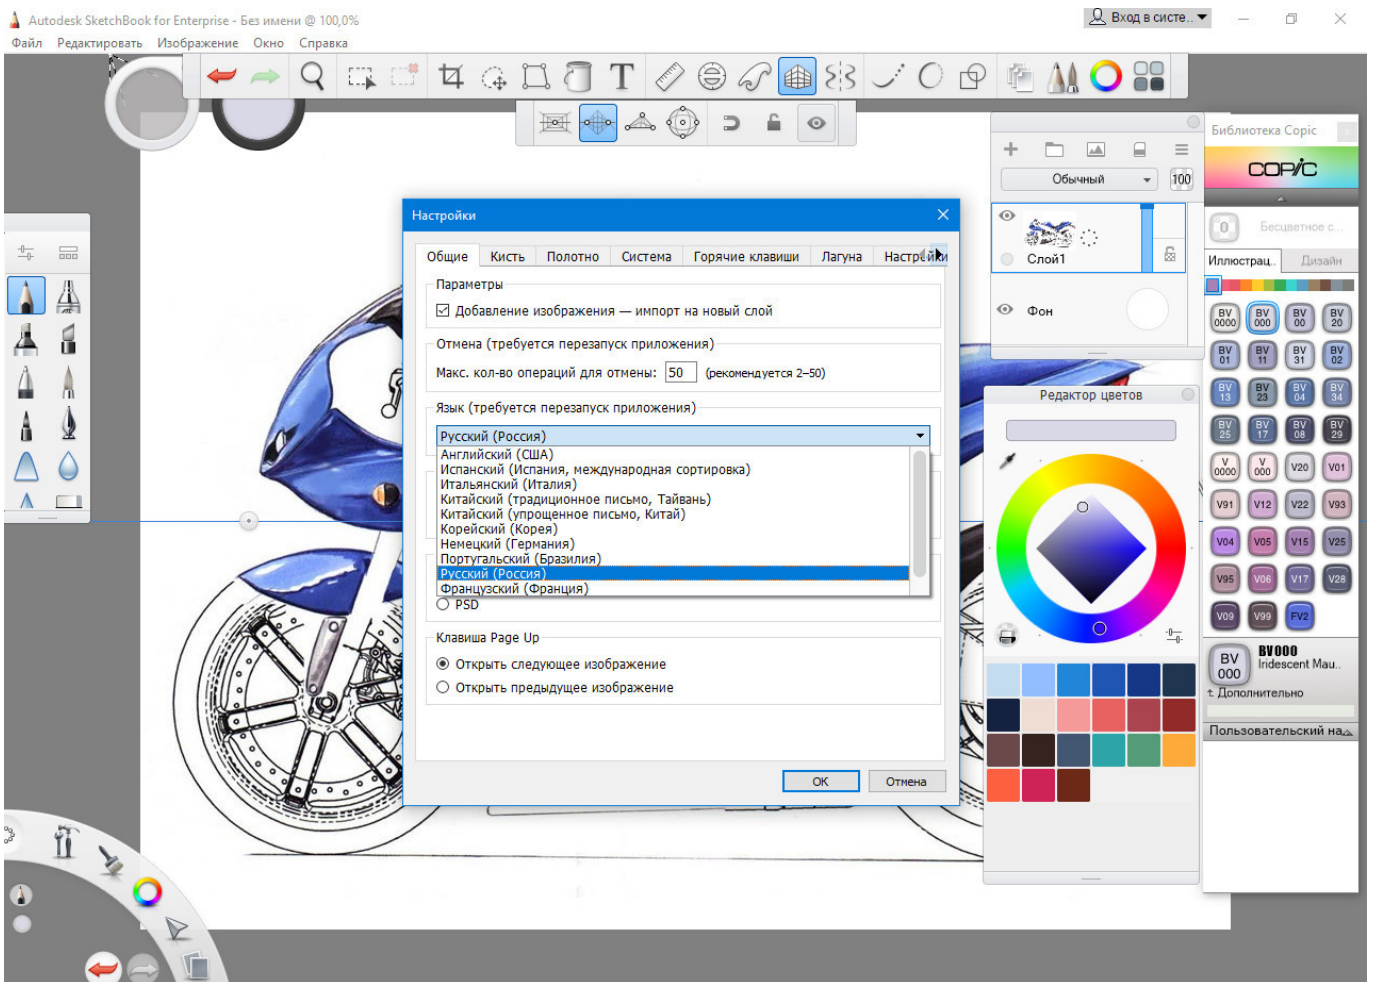 Autodesk SketchBook for Enterprise - Без имени @ 100,0%
Вход в систе..
Файл Редактировать Изображение Окно Справка
T
Библиотека Copic
COPIC
Обычный
100
0 Бесцветное с...
Слой1
Иллюстрац.. Дизайн
Фон
BV 0000 BV 000 BV 00 BV 20
BV 01 BV 11 BV 31 BV 02
BV 13 BV 23 BV 04 BV 34
BV 25 BV 17 BV 08 BV 29
V 0000 V 000 V20 V01
V91 V12 V22 V93
V04 V05 V15 V25
V95 V06 V17 V28
V09 V99 FV2
BV 000
BV000
Iridescent Mau..
Дополнительно
Пользовательский на
Редактор цветов
Настройки
Общие Кисть Полотно Система Горячие клавиши Лагуна Настройки
Параметры
Добавление изображения — импорт на новый слой
Отмена (требуется перезапуск приложения)
Макс. кол-во операций для отмены: 50 (рекомендуется 2–50)
Язык (требуется перезапуск приложения)
Русский (Россия)
Английский (США)
Испанский (Испания, международная сортировка)
Итальянский (Италия)
Китайский (традиционное письмо, Тайвань)
Китайский (упрощенное письмо, Китай)
Корейский (Корея)
Немецкий (Германия)
Португальский (Бразилия)
Русский (Россия)
Французский (Франция)
PSD
Клавиша Page Up
Открыть следующее изображение
Открыть предыдущее изображение
OK Отмена